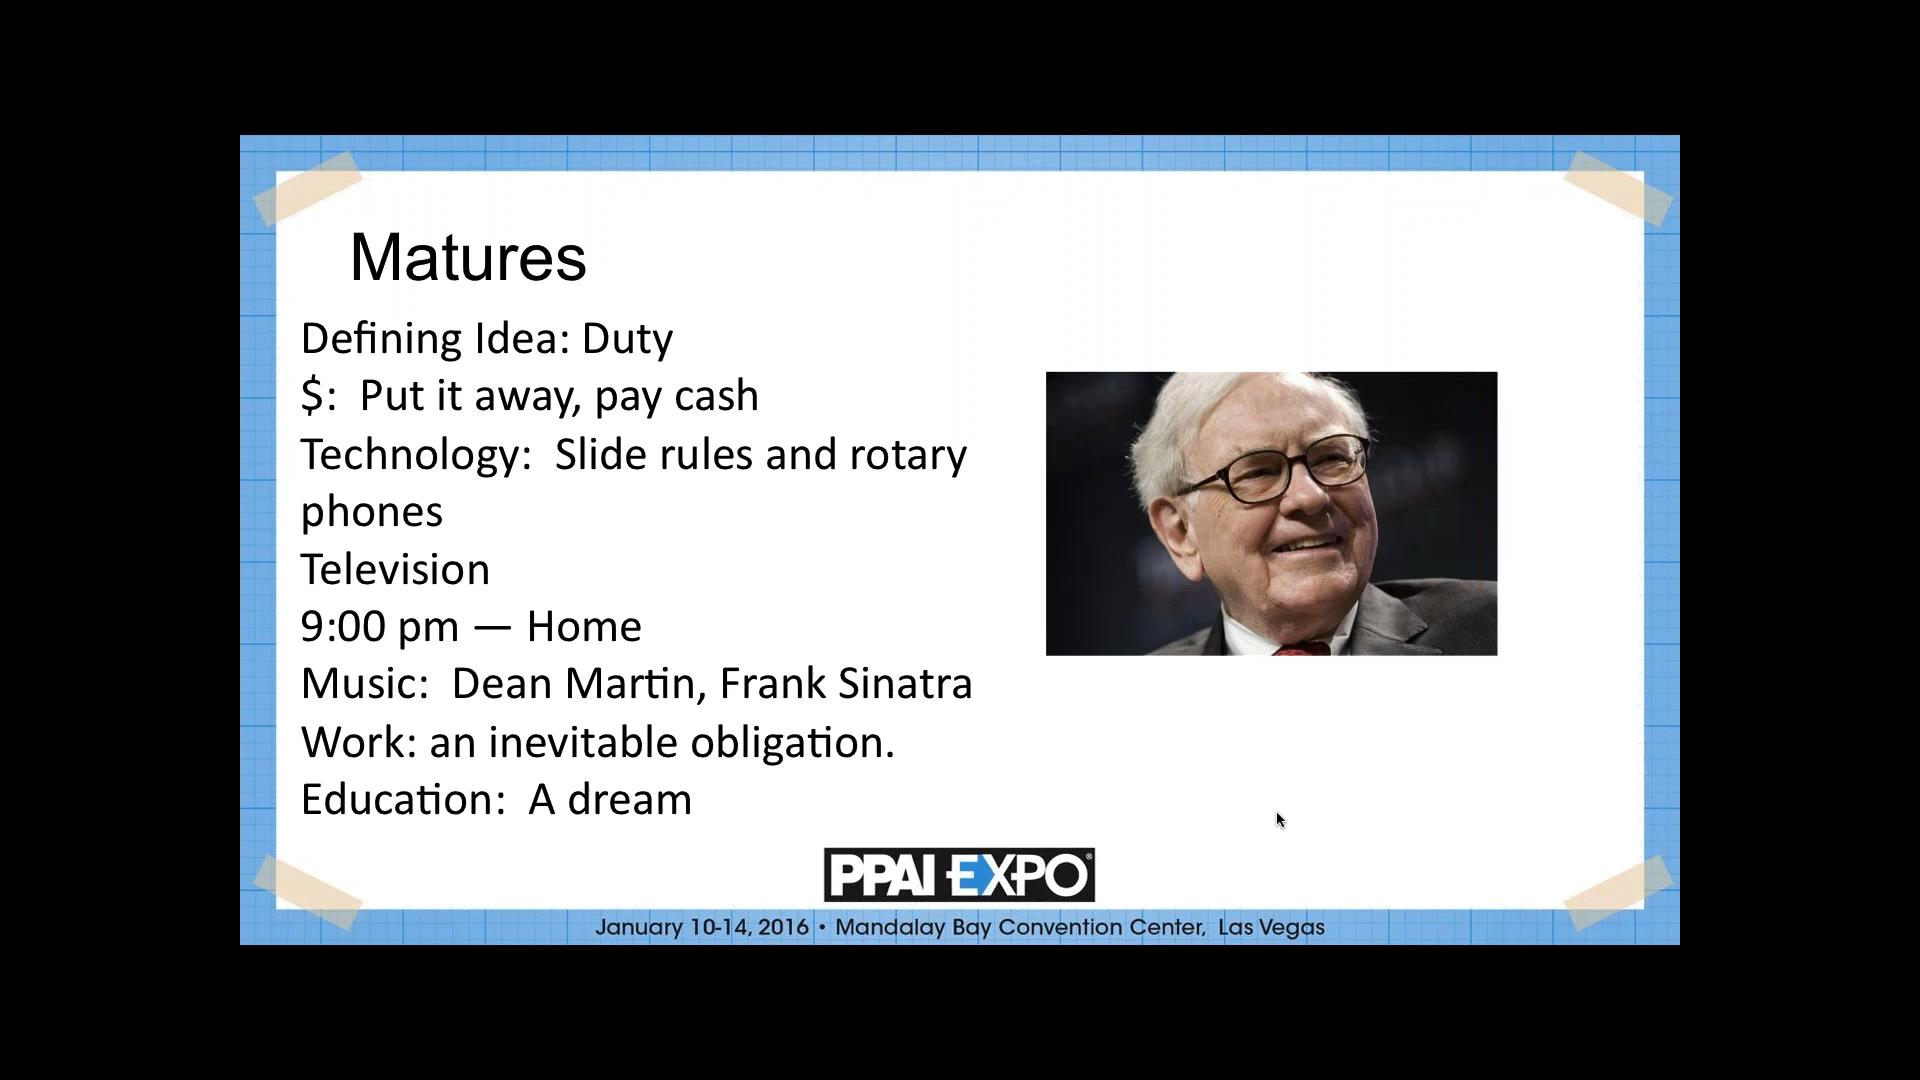 Matures
Defining Idea: Duty
$:  Put it away, pay cash
Technology:  Slide rules and rotary
phones
Television
9:00 pm — Home
Music:  Dean Martin, Frank Sinatra
Work: an inevitable obligation.
Education:  A dream
PPAI EXPO®
January 10-14, 2016 • Mandalay Bay Convention Center, Las Vegas